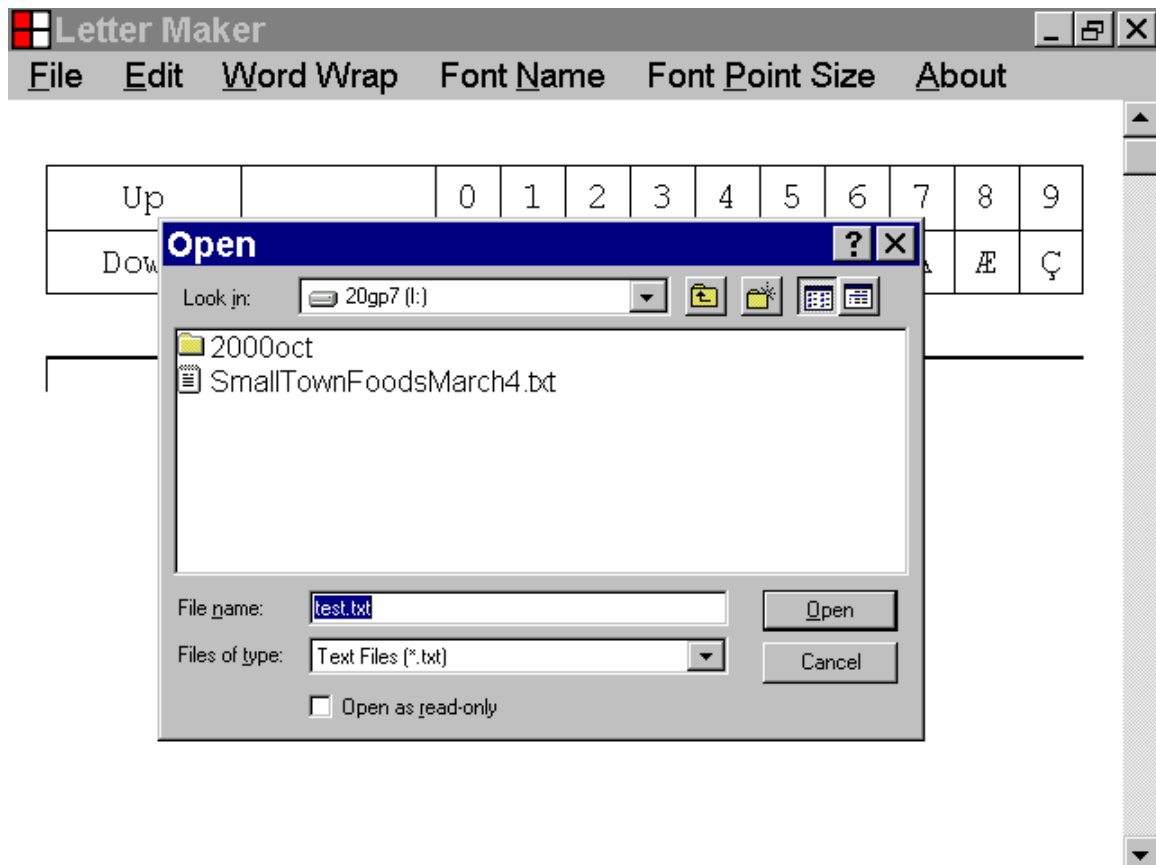 Letter Maker
File Edit Word Wrap Font Name Font Point Size About
Up 0 1 2 3 4 5 6 7 8 9
Æ Ç
Open
Look in: 20gp7 (I:)
2000oct
SmallTownFoodsMarch4.txt
File name: test.txt Open
Files of type: Text Files (*.txt) Cancel
Open as read-only